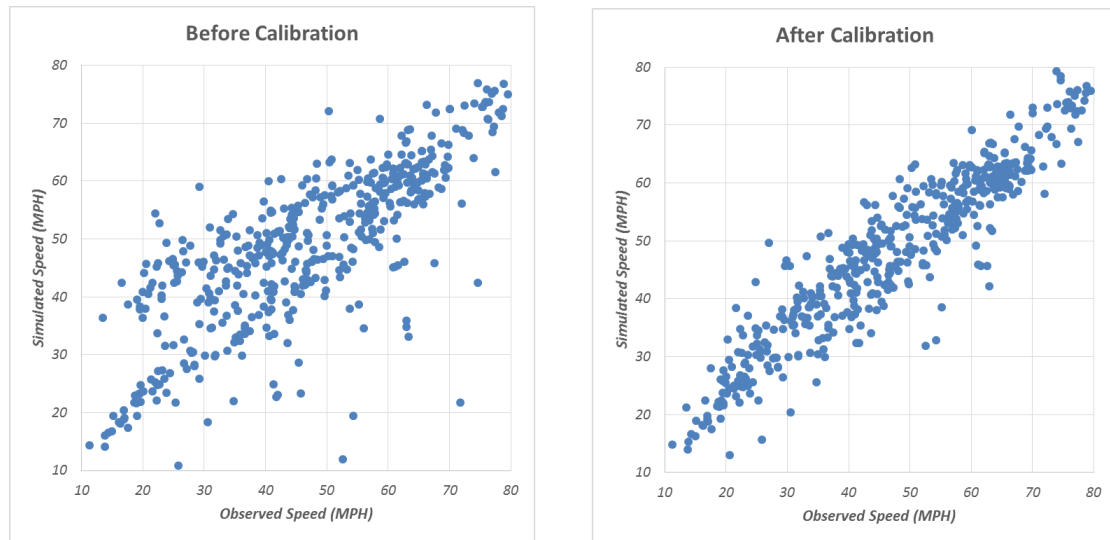 Before Calibration
80
70
60
50
40
30
20
10
Simulated Speed (MPH)
10 20 30 40 50 60 70 80
Observed Speed (MPH)
After Calibration
80
70
60
50
40
30
20
10
Simulated Speed (MPH)
10 20 30 40 50 60 70 80
Observed Speed (MPH)